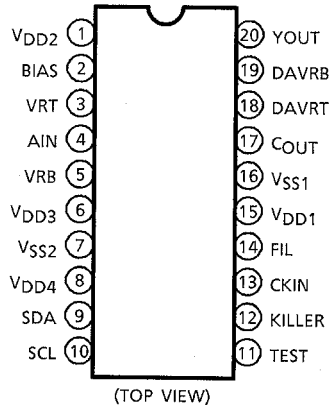 VDD2 1
BIAS 2
VRT 3
AIN 4
VRB 5
VDD3 6
VSS2 7
VDD4 8
SDA 9
SCL 10
20 YOUT
19 DAVRB
18 DAVRT
17 COUT
16 VSS1
15 VDD1
14 FIL
13 CKIN
12 KILLER
11 TEST
(TOP VIEW)